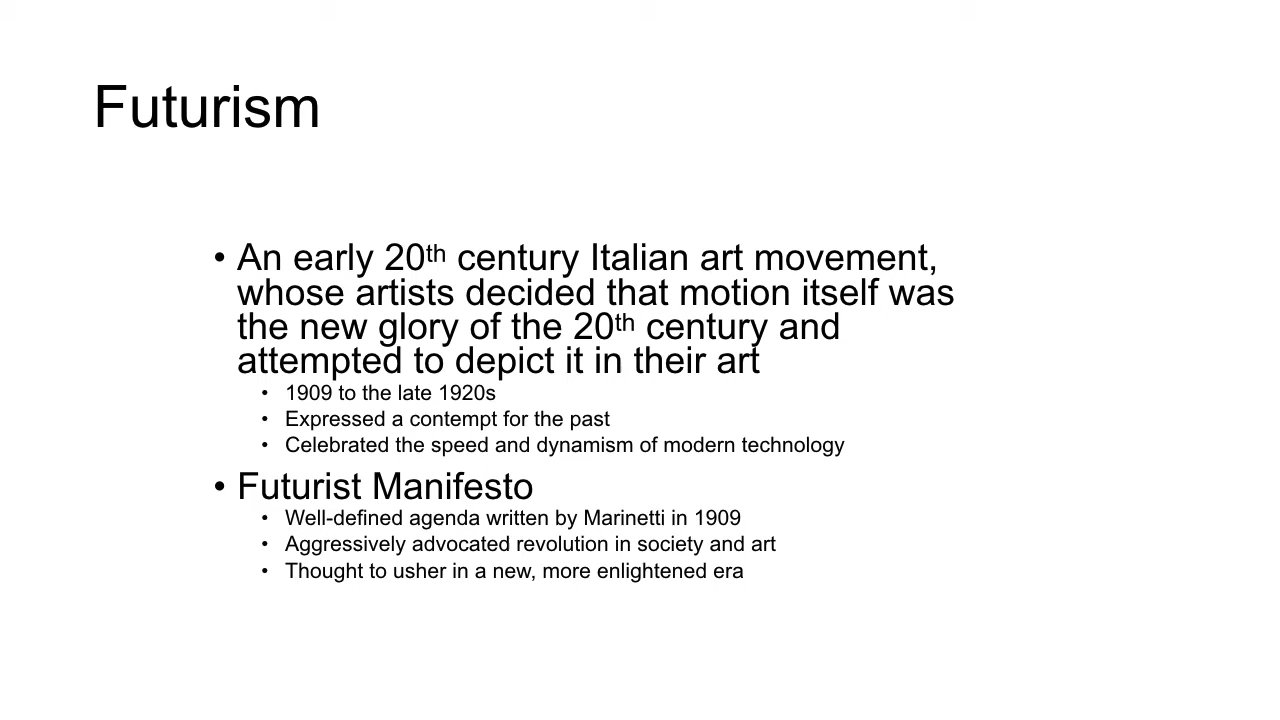 Futurism
• An early 20th century Italian art movement,
whose artists decided that motion itself was
the new glory of the 20th century and
attempted to depict it in their art
• 1909 to the late 1920s
• Expressed a contempt for the past
• Celebrated the speed and dynamism of modern technology
• Futurist Manifesto
• Well-defined agenda written by Marinetti in 1909
• Aggressively advocated revolution in society and art
• Thought to usher in a new, more enlightened era